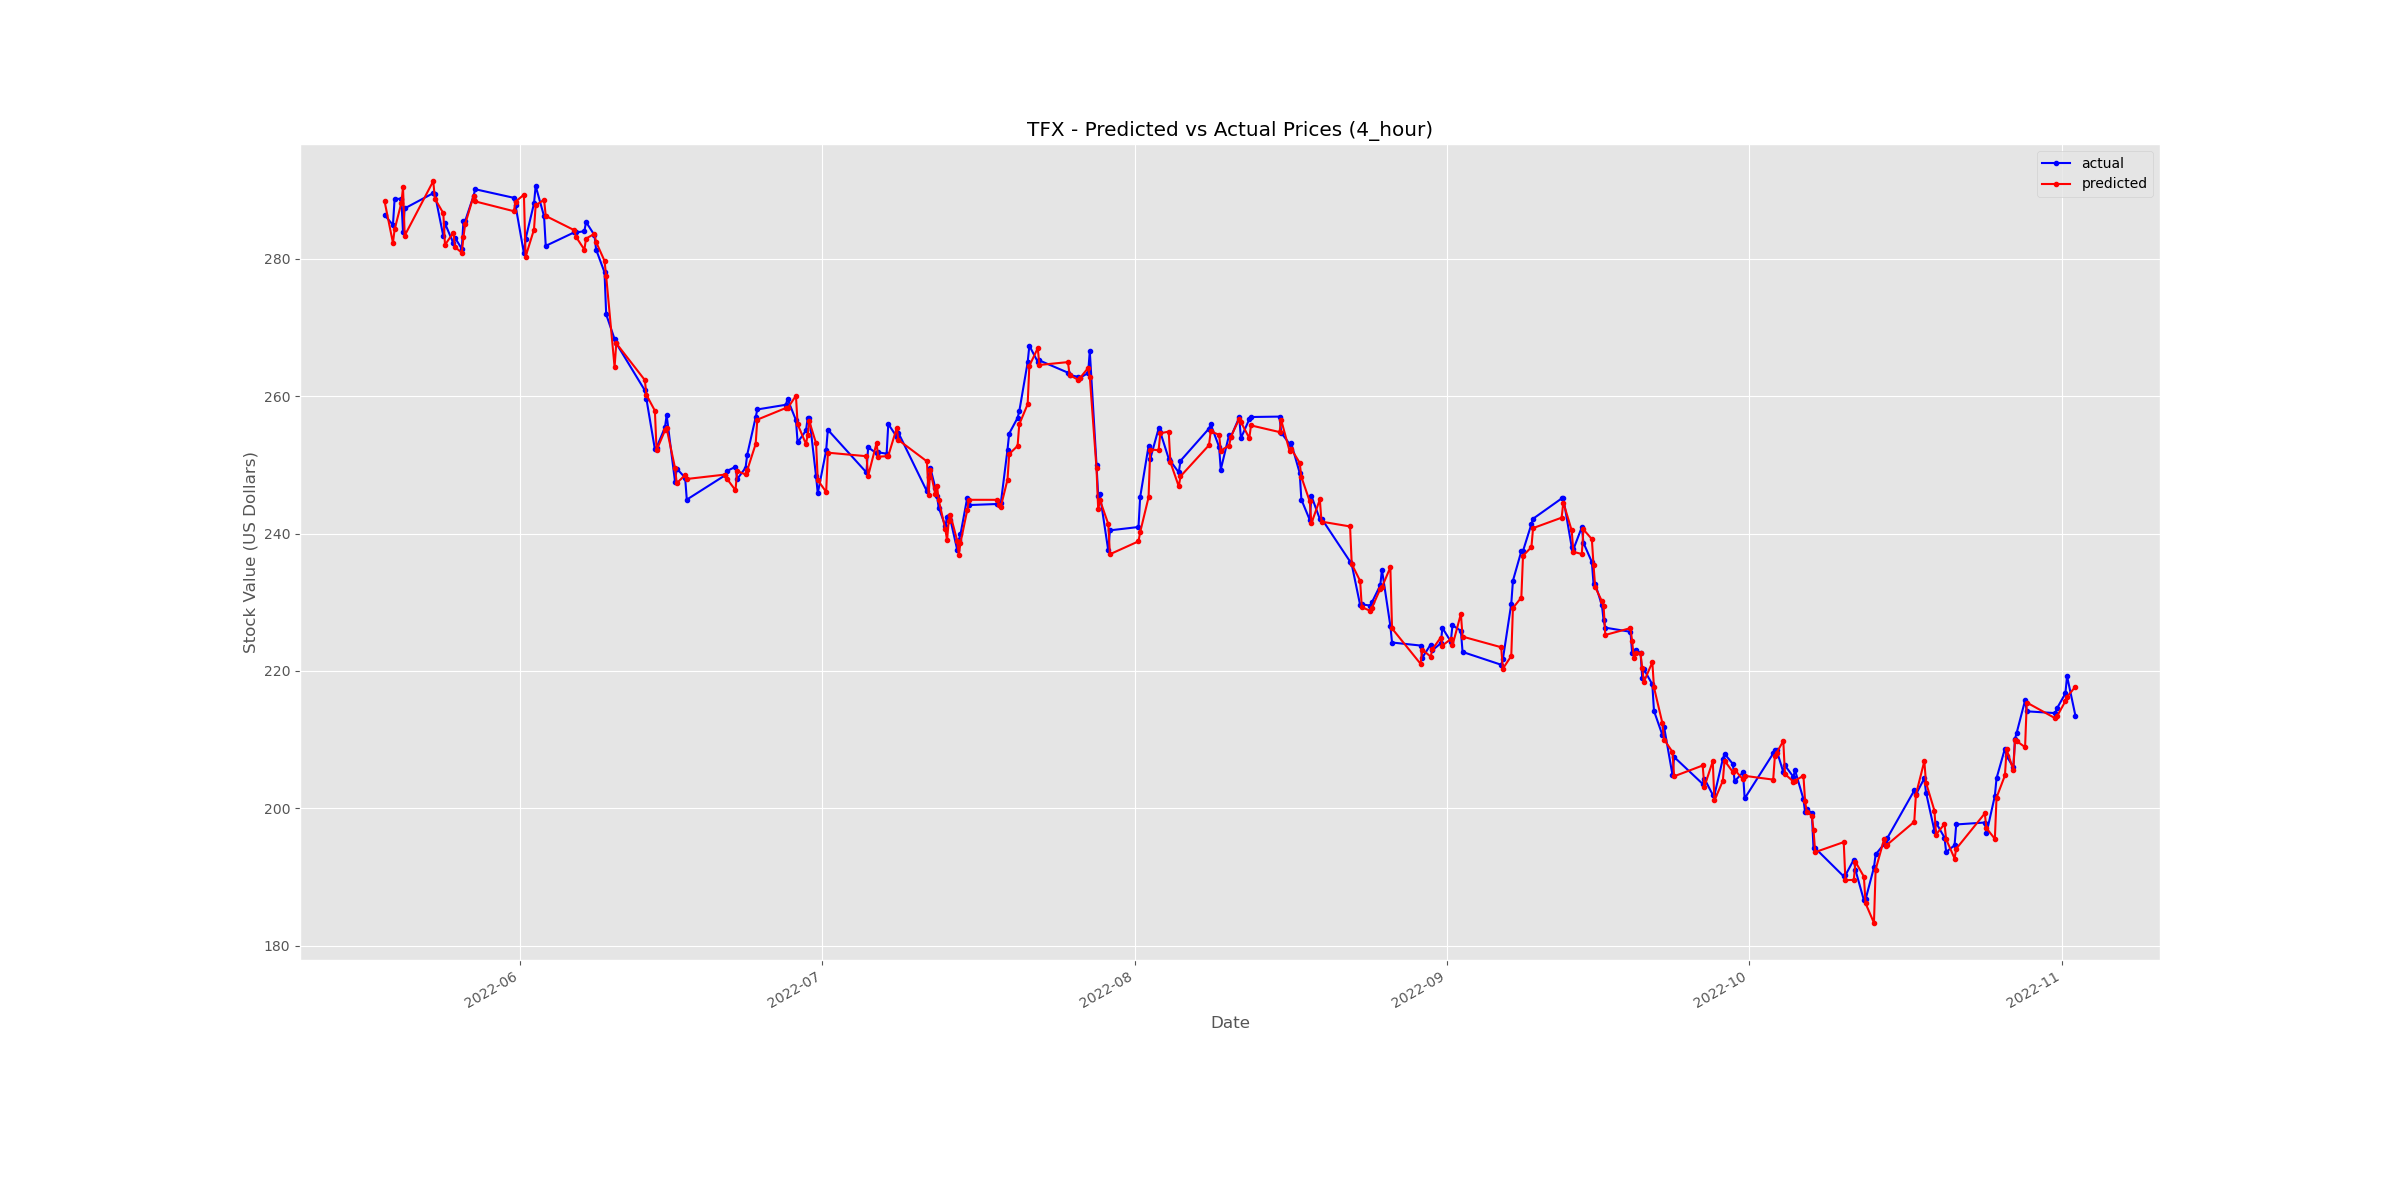 TFX - Predicted vs Actual Prices (4_hour)
actual
predicted
Stock Value (US Dollars)
280
260
240
220
200
180
2022-06
2022-07
2022-08
2022-09
2022-10
2022-11
Date